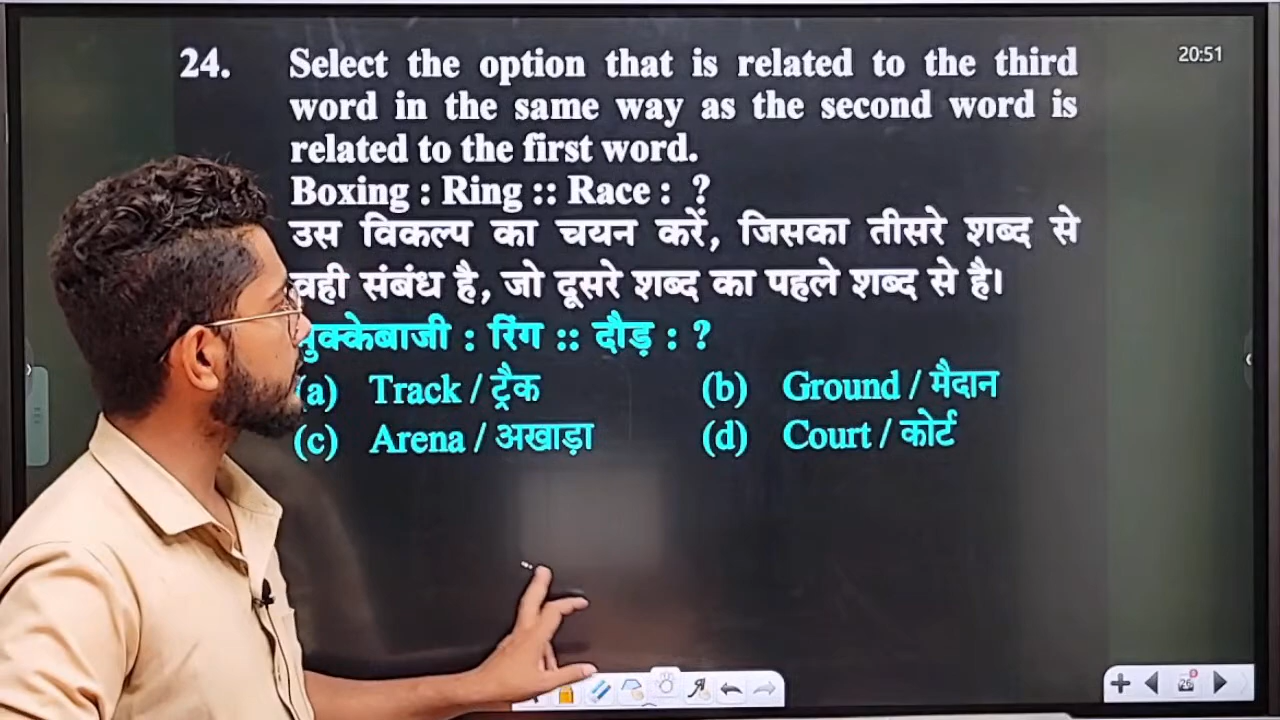 20:51
24. Select the option that is related to the third
word in the same way as the second word is
related to the first word.
Boxing : Ring :: Race : ?
उस विकल्प का चयन करें, जिसका तीसरे शब्द से
वही संबंध है, जो दूसरे शब्द का पहले शब्द से है।
मुक्केबाजी : रिंग :: दौड़ : ?
(a) Track / ट्रैक (b) Ground / मैदान
(c) Arena / अखाड़ा (d) Court / कोर्ट
26